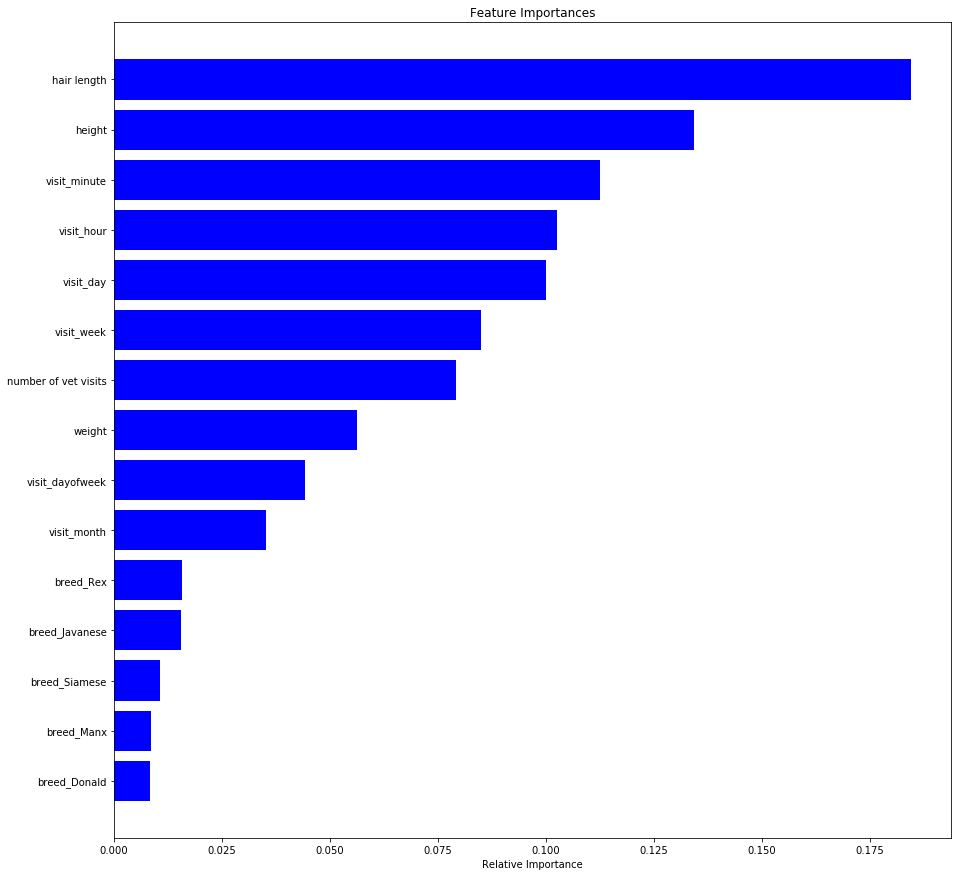 Feature Importances
hair length
height
visit_minute
visit_hour
visit_day
visit_week
number of vet visits
weight
visit_dayofweek
visit_month
breed_Rex
breed_Javanese
breed_Siamese
breed_Manx
breed_Donald
0.000 0.025 0.050 0.075 0.100 0.125 0.150 0.175
Relative Importance